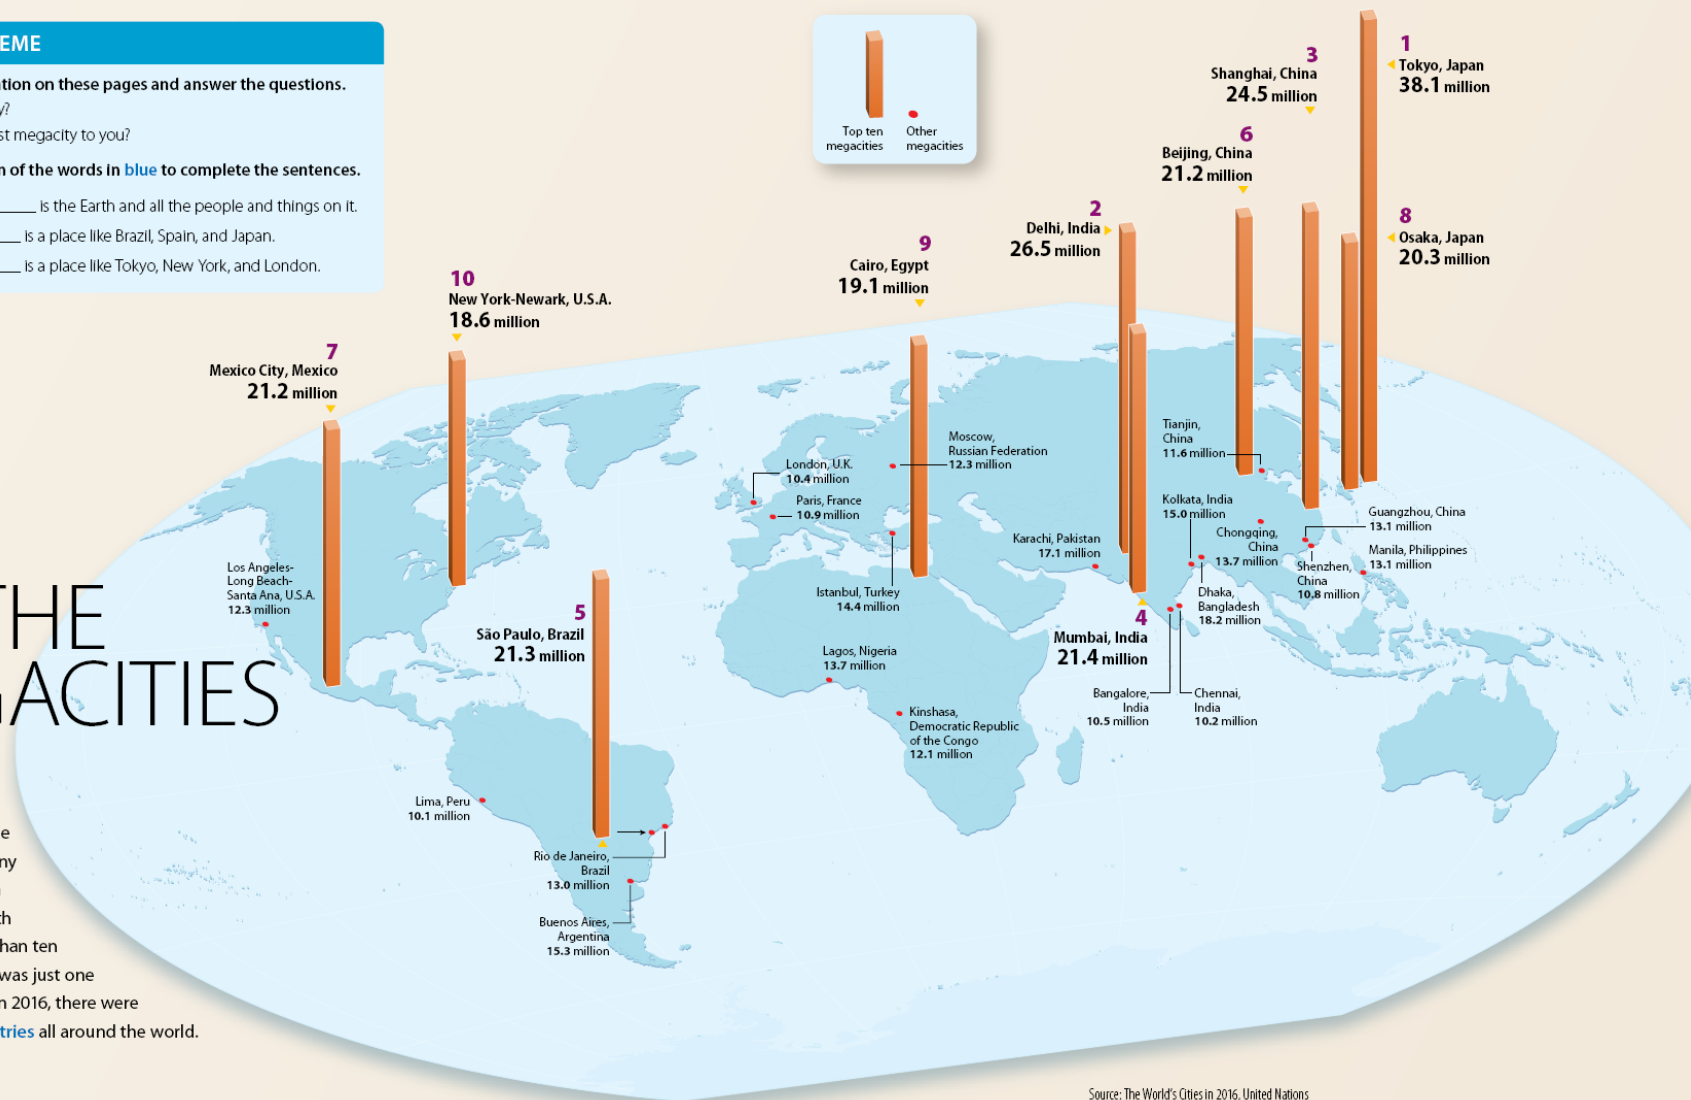 EME
tion on these pages and answer the questions.
y?
st megacity to you?
n of the words in blue to complete the sentences.
_____ is the Earth and all the people and things on it.
___ is a place like Brazil, Spain, and Japan.
___ is a place like Tokyo, New York, and London.
Top ten
megacities
Other
megacities
1
Tokyo, Japan
38.1 million
3
Shanghai, China
24.5 million
6
Beijing, China
21.2 million
2
Delhi, India
26.5 million
8
Osaka, Japan
20.3 million
9
Cairo, Egypt
19.1 million
10
New York-Newark, U.S.A.
18.6 million
7
Mexico City, Mexico
21.2 million
Tianjin,
China
11.6 million
Moscow,
Russian Federation
12.3 million
London, U.K.
10.4 million
Paris, France
10.9 million
Kolkata, India
15.0 million
Guangzhou, China
13.1 million
Chongqing,
China
13.7 million
Karachi, Pakistan
17.1 million
Manila, Philippines
13.1 million
Shenzhen,
China
10.8 million
Los Angeles-
Long Beach-
Santa Ana, U.S.A.
12.3 million
Istanbul, Turkey
14.4 million
Dhaka,
Bangladesh
18.2 million
5
São Paulo, Brazil
21.3 million
4
Mumbai, India
21.4 million
Lagos, Nigeria
13.7 million
Bangalore,
India
10.5 million
Chennai,
India
10.2 million
Kinshasa,
Democratic Republic
of the Congo
12.1 million
Lima, Peru
10.1 million
Rio de Janeiro,
Brazil
13.0 million
Buenos Aires,
Argentina
15.3 million
THE
GACITIES
e
ny
th
han ten
was just one
n 2016, there were
tries all around the world.
Source: The World's Cities in 2016, United Nations